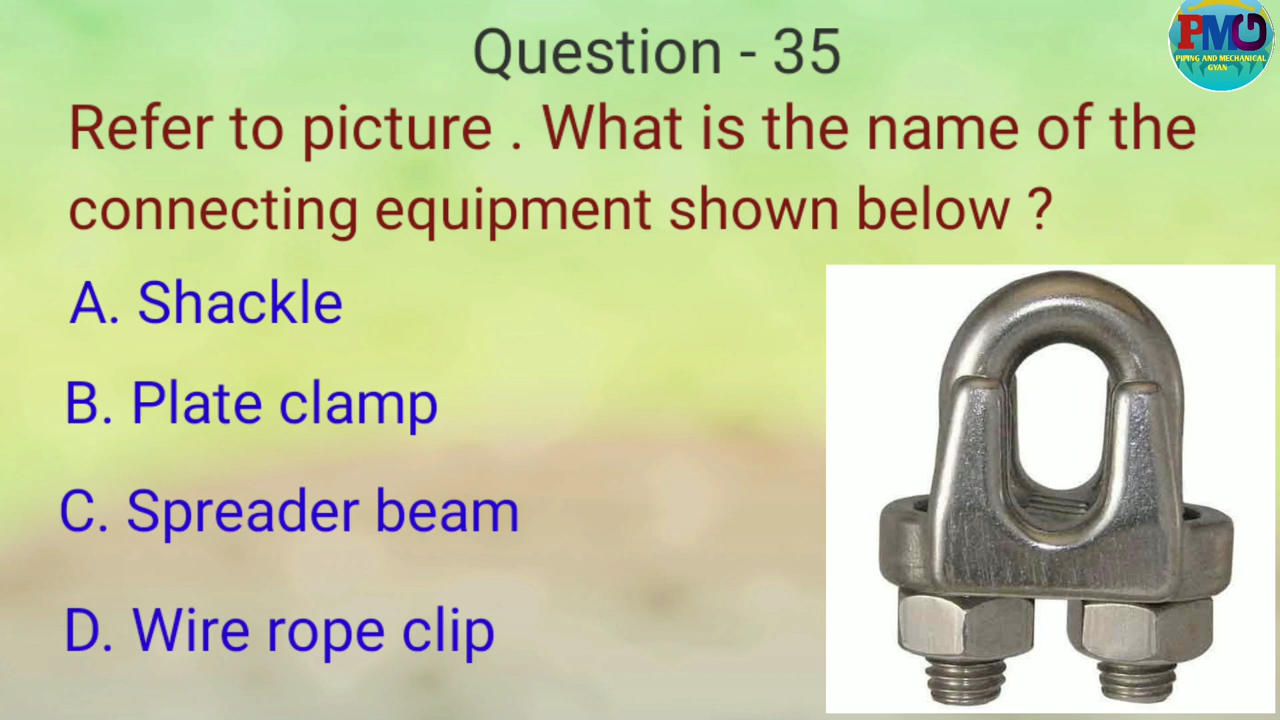 Question - 35
PMG
PIPING AND MECHANICAL
GYAN
Refer to picture . What is the name of the
connecting equipment shown below ?
A. Shackle
B. Plate clamp
C. Spreader beam
D. Wire rope clip